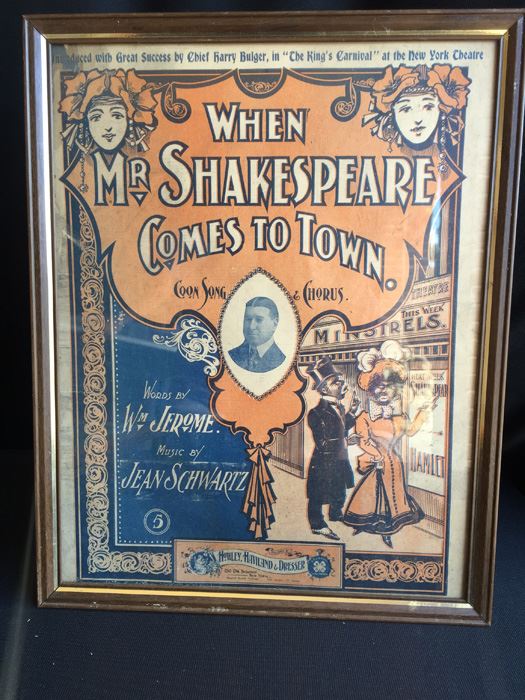 with Great Success by Chief Harry Bulger, in "The King's Carnival" at the New York Theatre
WHEN
MR SHAKESPEARE
COMES TO TOWN.
COON SONG & CHORUS.
THEATRE
THIS WEEK
MINSTRELS.
HAMLET
WORDS BY
WM JEROME.
MUSIC BY
JEAN SCHWARTZ
5
HOWLEY, HAVILAND & DRESSER